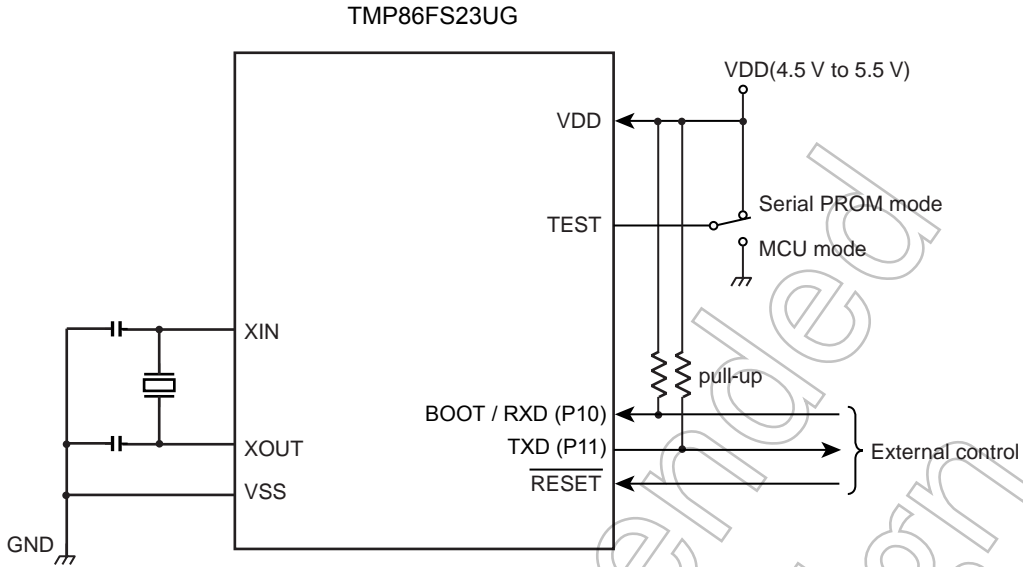 TMP86FS23UG
VDD(4.5 V to 5.5 V)
VDD
Serial PROM mode
TEST
MCU mode
XIN
pull-up
BOOT / RXD (P10)
TXD (P11)
XOUT
External control
RESET
VSS
GND